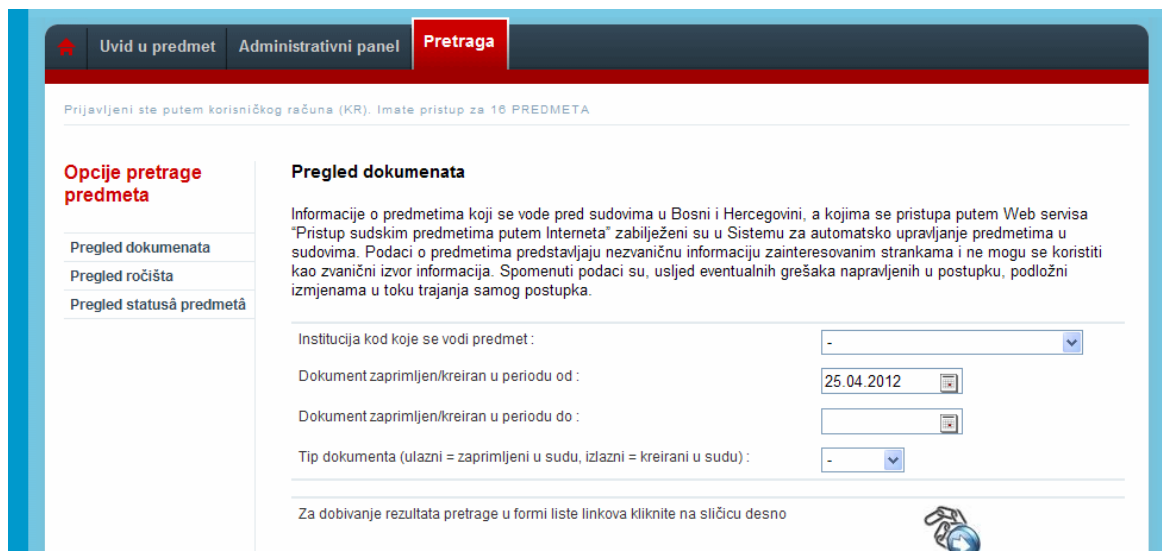 Uvid u predmet Administrativni panel Pretraga
Prijavljeni ste putem korisničkog računa (KR). Imate pristup za 16 PREDMETA
Opcije pretrage
predmeta
Pregled dokumenata
Pregled ročišta
Pregled statusâ predmetâ
Pregled dokumenata
Informacije o predmetima koji se vode pred sudovima u Bosni i Hercegovini, a kojima se pristupa putem Web servisa
“Pristup sudskim predmetima putem Interneta” zabilježeni su u Sistemu za automatsko upravljanje predmetima u
sudovima. Podaci o predmetima predstavljaju nezvaničnu informaciju zainteresovanim strankama i ne mogu se koristiti
kao zvanični izvor informacija. Spomenuti podaci su, usljed eventualnih grešaka napravljenih u postupku, podložni
izmjenama u toku trajanja samog postupka.
Institucija kod koje se vodi predmet : -
Dokument zaprimljen/kreiran u periodu od : 25.04.2012
Dokument zaprimljen/kreiran u periodu do :
Tip dokumenta (ulazni = zaprimljeni u sudu, izlazni = kreirani u sudu) : -
Za dobivanje rezultata pretrage u formi liste linkova kliknite na sličicu desno